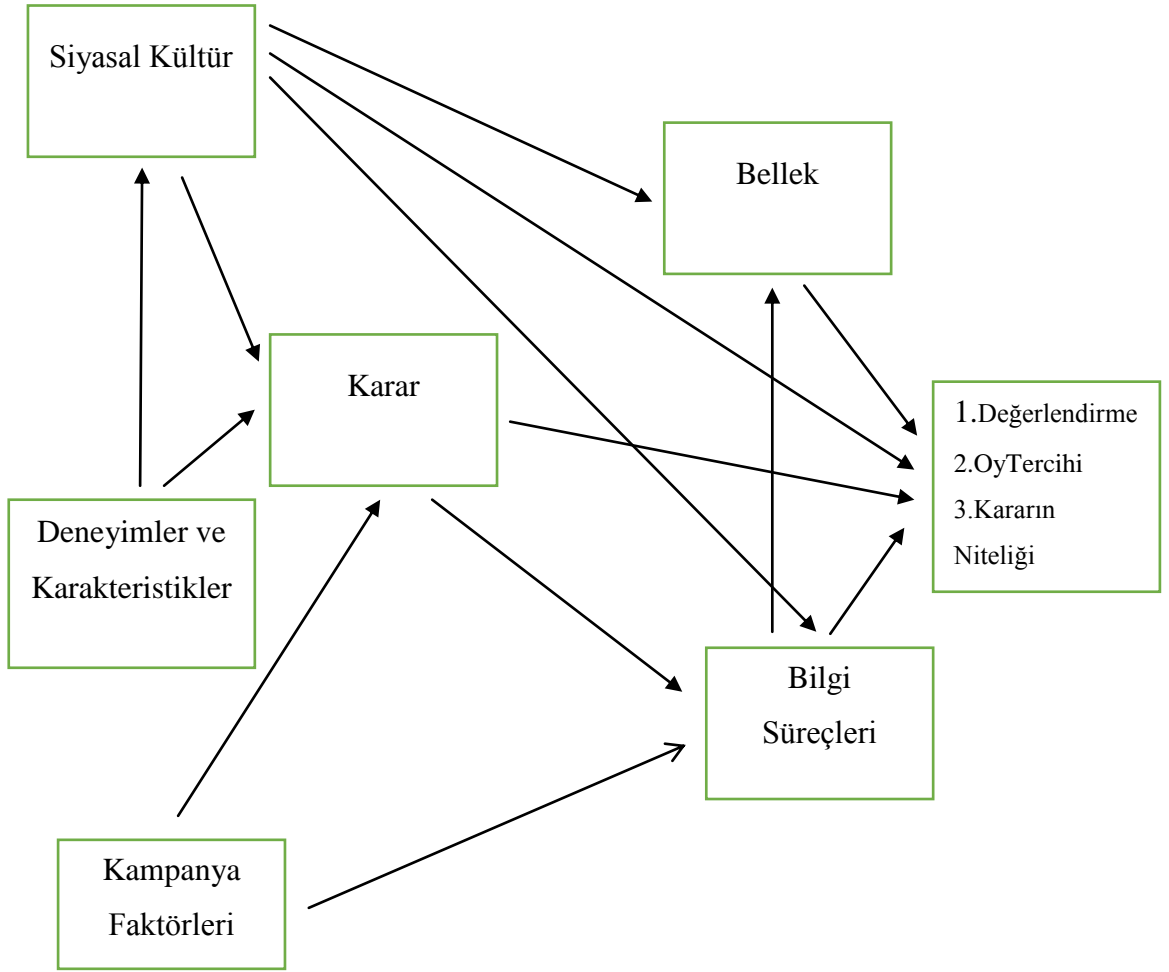 Siyasal Kültür
Bellek
Karar
1.Değerlendirme
2.OyTercihi
3.Kararın
Niteliği
Deneyimler ve
Karakteristikler
Bilgi
Süreçleri
Kampanya
Faktörleri